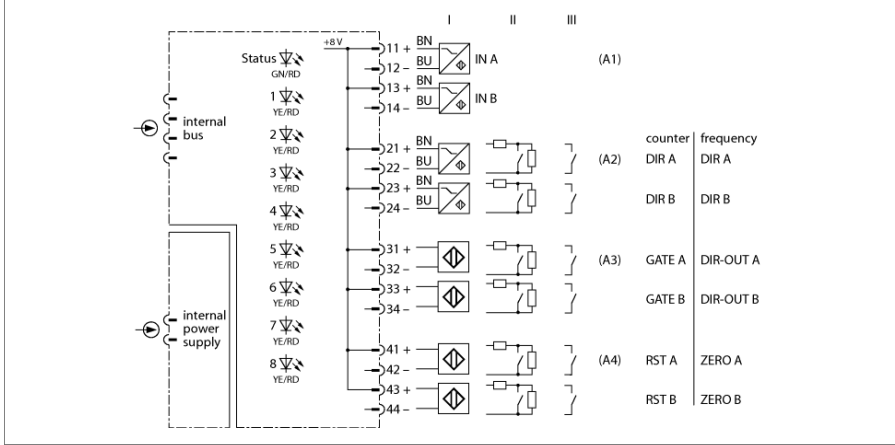 I II III
+8 V
Status
GN/RD
1
YE/RD
2
YE/RD
3
YE/RD
4
YE/RD
5
YE/RD
6
YE/RD
7
YE/RD
8
YE/RD
internal
bus
internal
power
supply
11 + BN
12 – BU IN A (A1)
13 + BN
14 – BU IN B
counter frequency
21 + BN
22 – BU (A2) DIR A DIR A
23 + BN
24 – BU DIR B DIR B
31 +
32 – (A3) GATE A DIR-OUT A
33 +
34 – GATE B DIR-OUT B
41 +
42 – (A4) RST A ZERO A
43 +
44 – RST B ZERO B